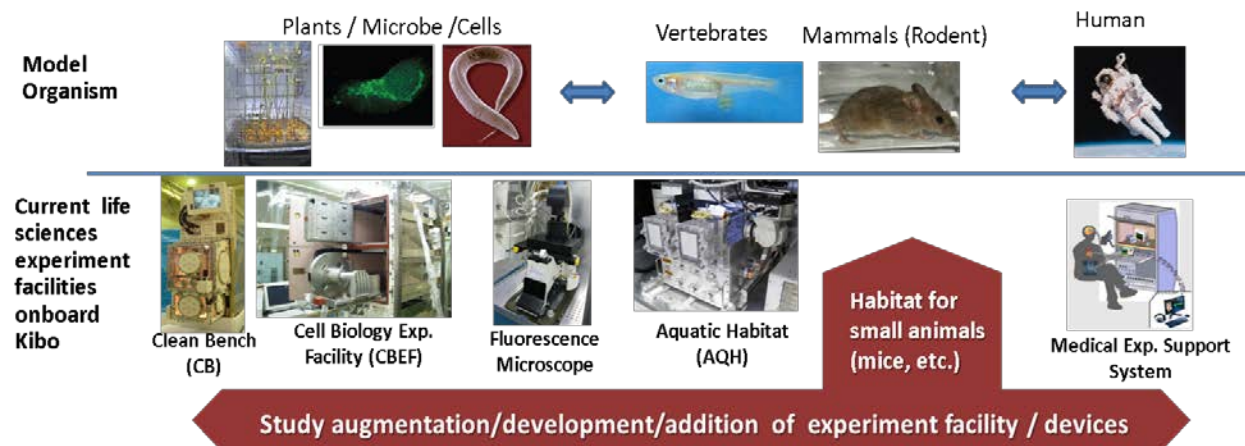 Plants / Microbe /Cells
Vertebrates
Mammals (Rodent)
Human
Model
Organism
Current life
sciences
experiment
facilities
onboard
Kibo
Clean Bench
(CB)
Cell Biology Exp.
Facility (CBEF)
Fluorescence
Microscope
Aquatic Habitat
(AQH)
Habitat for
small animals
(mice, etc.)
Medical Exp. Support
System
Study augmentation/development/addition of experiment facility / devices